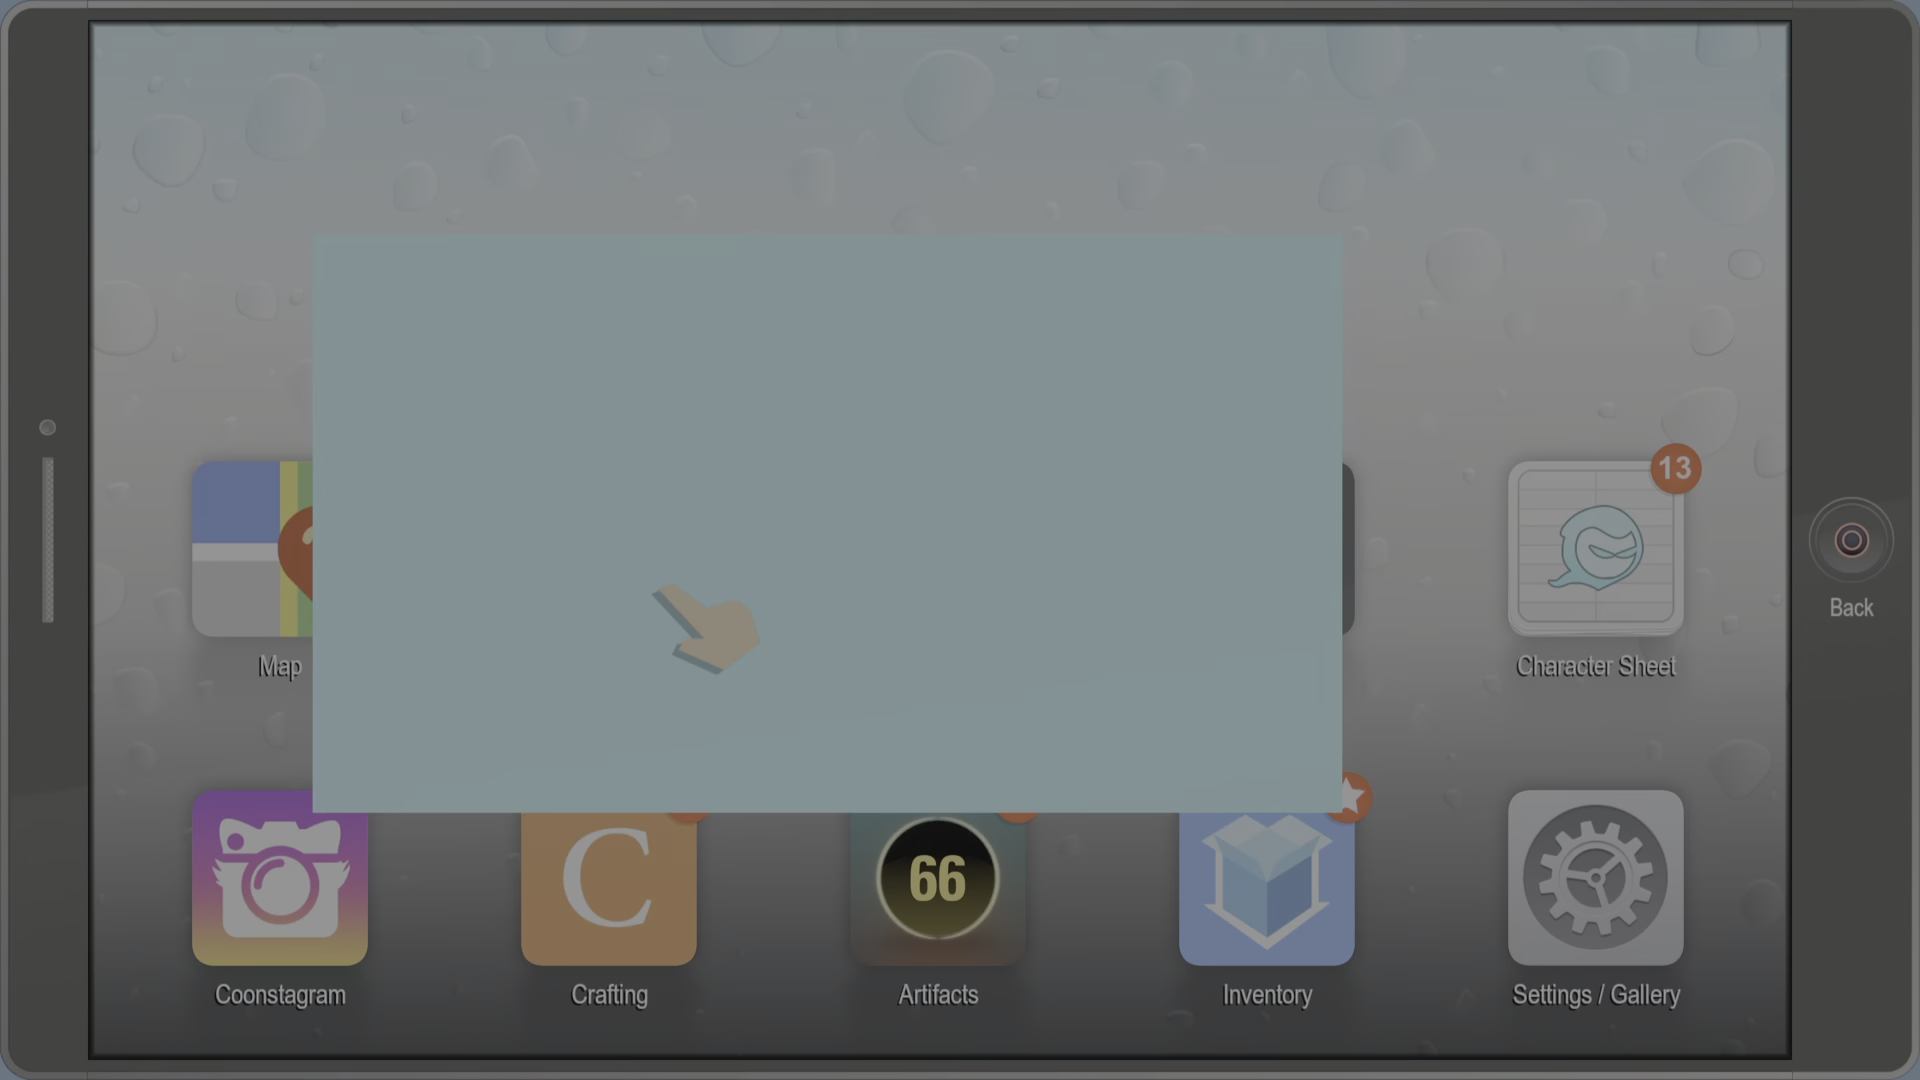 13
Back
Map
Character Sheet
C
66
Coonstagram
Crafting
Artifacts
Inventory
Settings / Gallery